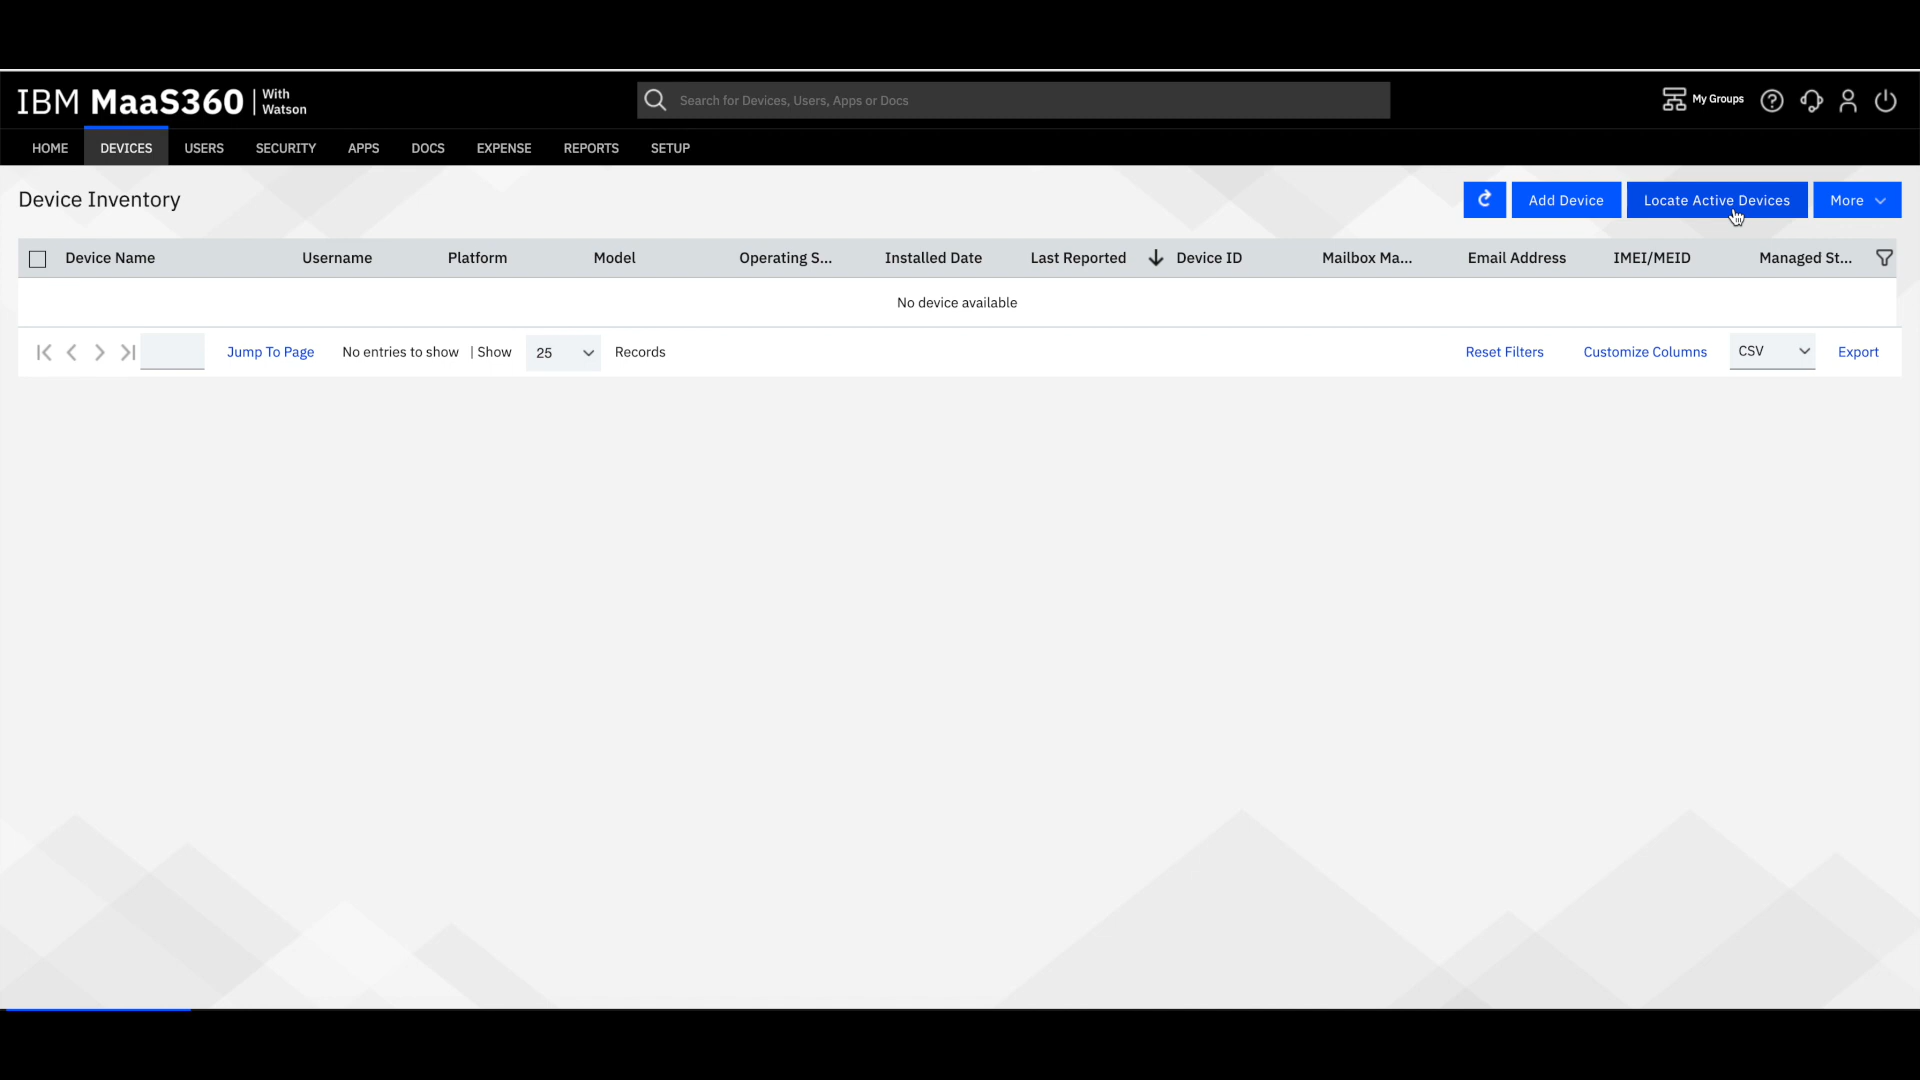 IBM MaaS360 | With Watson
Search for Devices, Users, Apps or Docs
My Groups
HOME DEVICES USERS SECURITY APPS DOCS EXPENSE REPORTS SETUP
Device Inventory
Add Device Locate Active Devices More
Device Name Username Platform Model Operating S... Installed Date Last Reported Device ID Mailbox Ma... Email Address IMEI/MEID Managed St...
No device available
Jump To Page No entries to show | Show 25 Records Reset Filters Customize Columns CSV Export